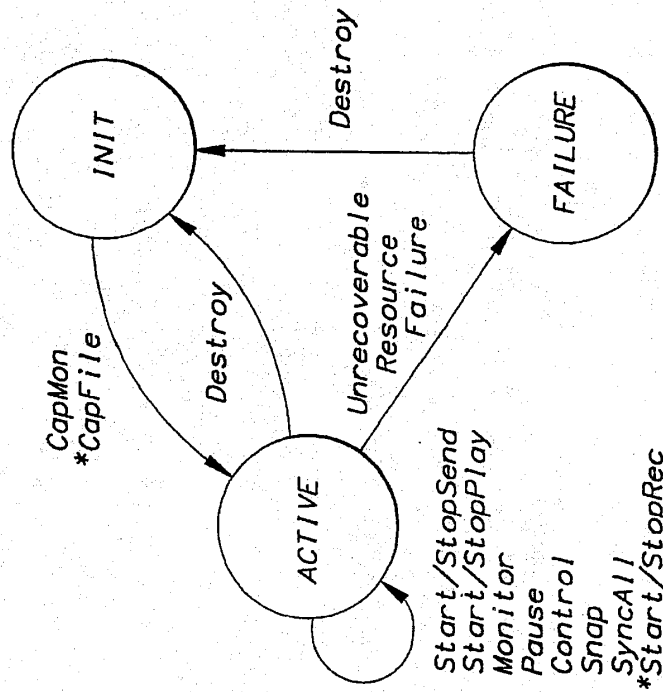 INIT
CapMon
*CapFile
Destroy
Destroy
ACTIVE
Unrecoverable
Resource
Failure
FAILURE
Start/StopSend
Start/StopPlay
Monitor
Pause
Control
Snap
SyncAll
*Start/StopRec